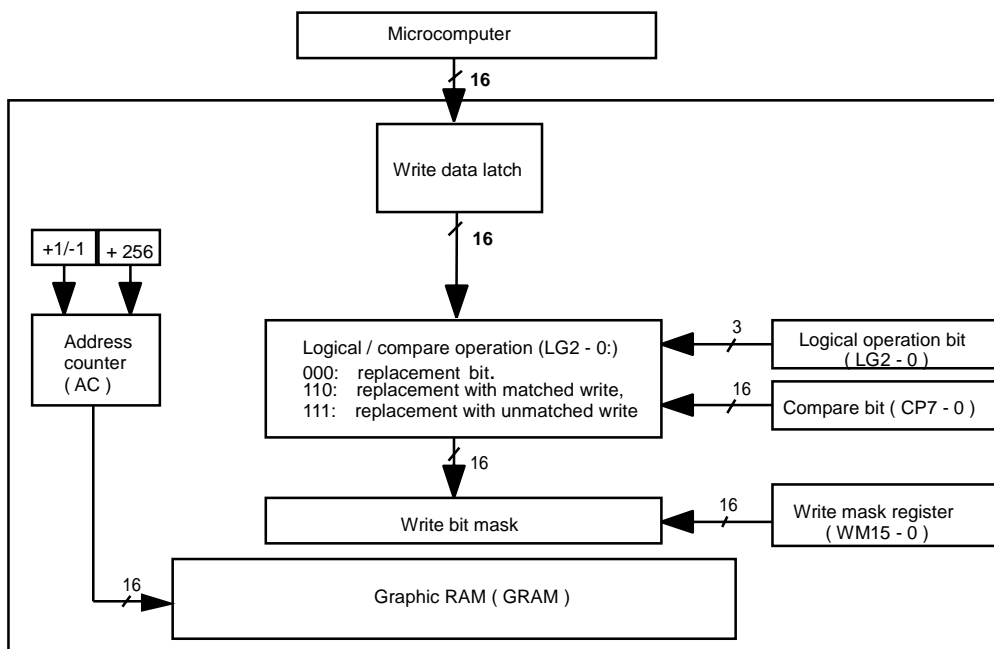 Microcomputer
16
Write data latch
16
+1/-1
+ 256
Address
counter
( AC )
Logical / compare operation (LG2 - 0:)
000: replacement bit.
110: replacement with matched write,
111: replacement with unmatched write
3
Logical operation bit
( LG2 - 0 )
16
Compare bit ( CP7 - 0 )
16
Write bit mask
16
Write mask register
( WM15 - 0 )
16
Graphic RAM ( GRAM )